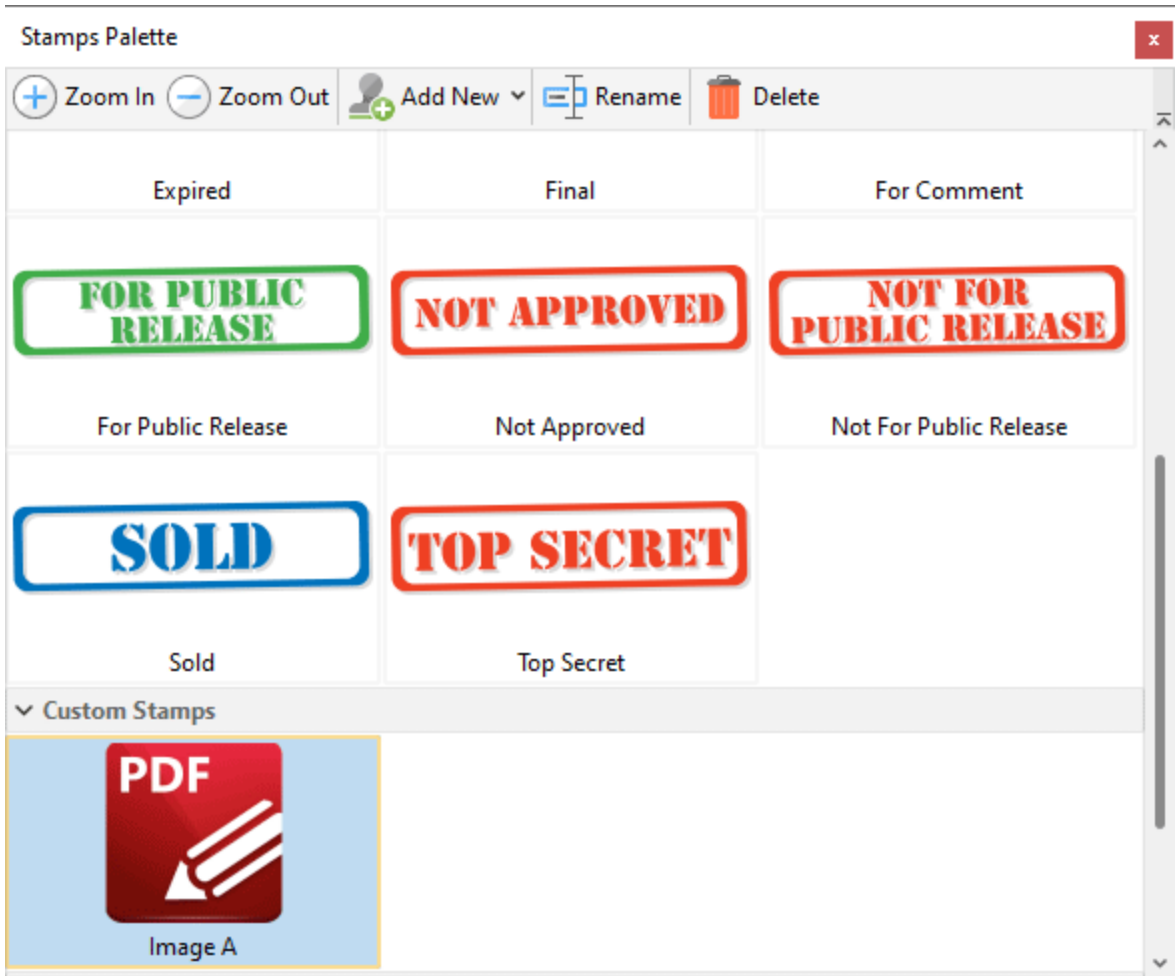 Stamps Palette
x
Zoom In Zoom Out Add New Rename Delete
Expired Final For Comment
FOR PUBLIC
RELEASE
NOT APPROVED
NOT FOR
PUBLIC RELEASE
For Public Release Not Approved Not For Public Release
SOLD TOP SECRET
Sold Top Secret
Custom Stamps
PDF
Image A